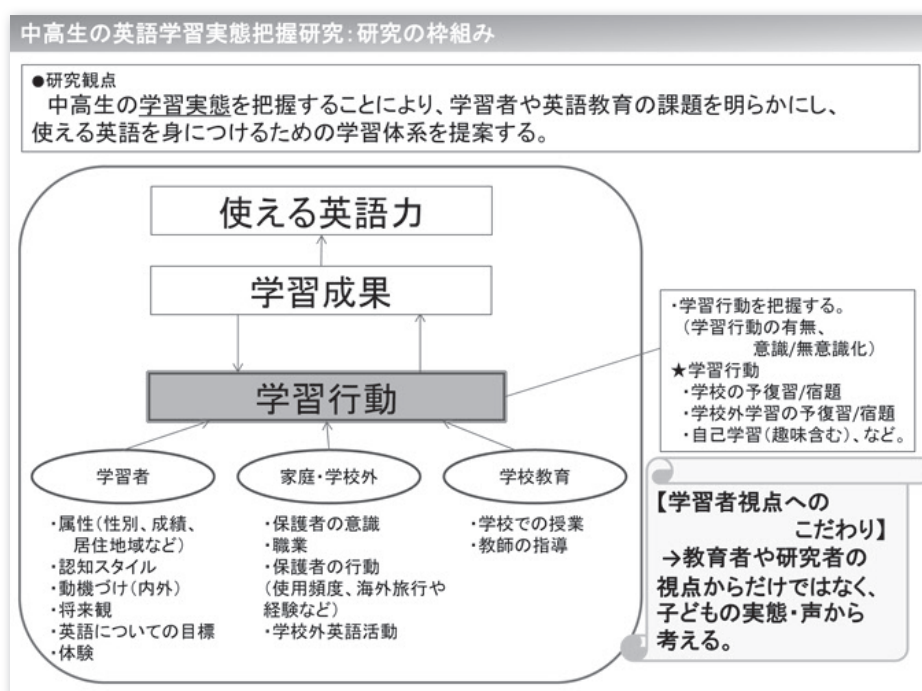 中高生の英語学習実態把握研究：研究の枠組み
●研究観点
中高生の学習実態を把握することにより、学習者や英語教育の課題を明らかにし、
使える英語を身につけるための学習体系を提案する。
使える英語力
学習成果
学習行動
学習者
・属性（性別、成績、
居住地域など）
・認知スタイル
・動機づけ（内外）
・将来観
・英語についての目標
・体験
家庭・学校外
・保護者の意識
・職業
・保護者の行動
（使用頻度、海外旅行や
経験など）
・学校外英語活動
学校教育
・学校での授業
・教師の指導
・学習行動を把握する。
（学習行動の有無、
意識/無意識化）
★学習行動
・学校の予復習/宿題
・学校外学習の予復習/宿題
・自己学習（趣味含む）、など。
【学習者視点への
こだわり】
→教育者や研究者の
視点からだけではなく、
子どもの実態・声から
考える。